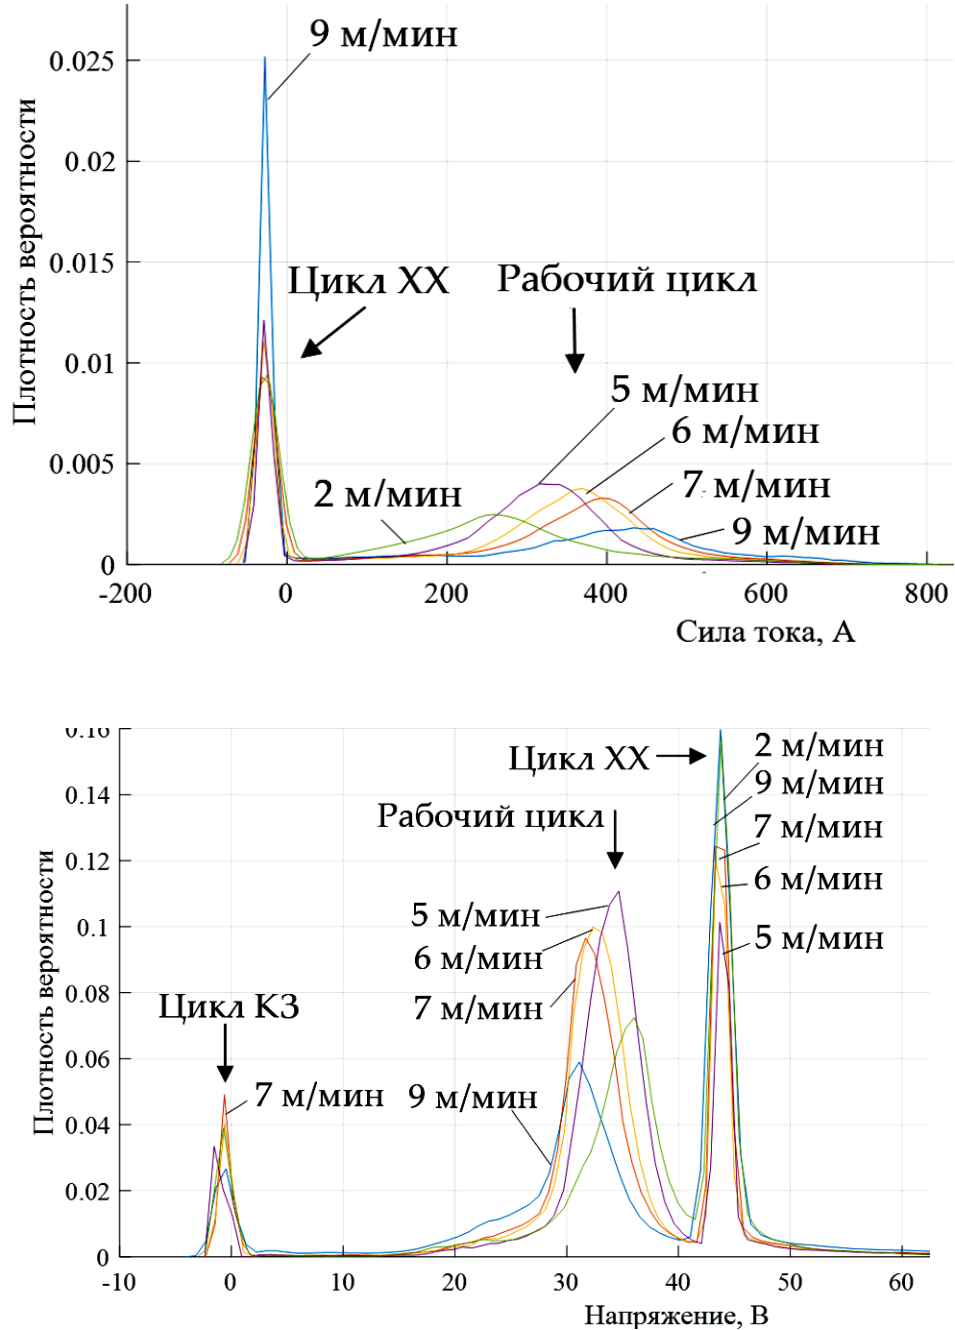 9 м/мин
0.025
0.02
0.015
Цикл ХХ
Рабочий цикл
0.01
5 м/мин
6 м/мин
0.005
2 м/мин
7 м/мин
9 м/мин
0
Плотность вероятности
-200 0 200 400 600 800
Сила тока, А
0.16
Цикл ХХ
2 м/мин
9 м/мин
0.14
Рабочий цикл
7 м/мин
0.12
6 м/мин
5 м/мин
5 м/мин
0.1
6 м/мин
0.08
Цикл КЗ
7 м/мин
0.06
7 м/мин
9 м/мин
0.04
0.02
0
Плотность вероятности
-10 0 10 20 30 40 50 60
Напряжение, В